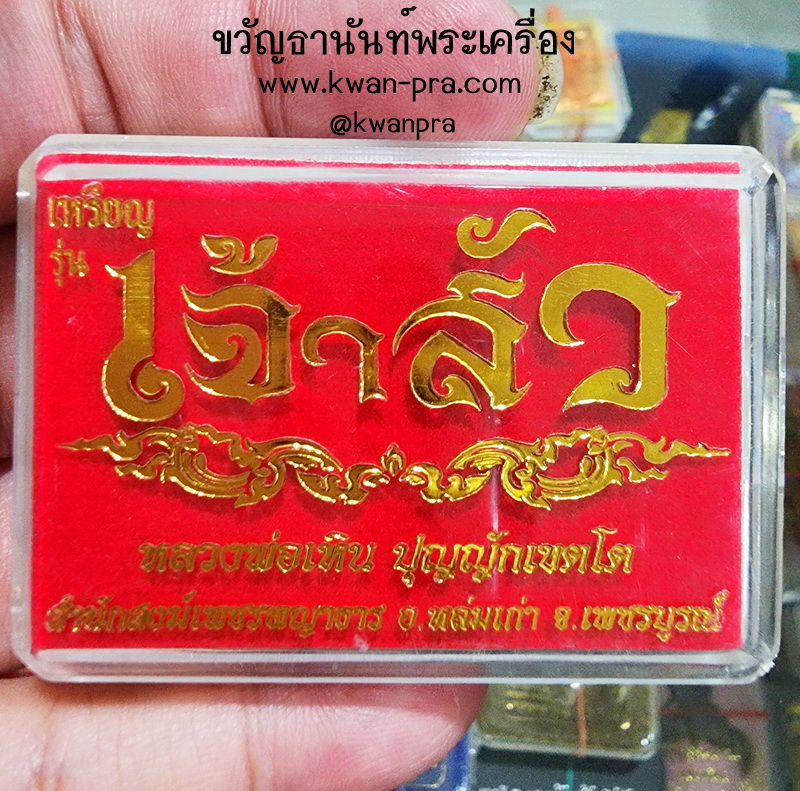 ขวัญธานันท์พระเครื่อง
www.kwan-pra.com
@kwanpra
เหรียญ
รุ่น
เจ้าสัว
หลวงพ่อเทิน ปุญญักเขตโต
สำนักสงฆ์เพชรพญาธาร อ.หล่มเก่า จ.เพชรบูรณ์